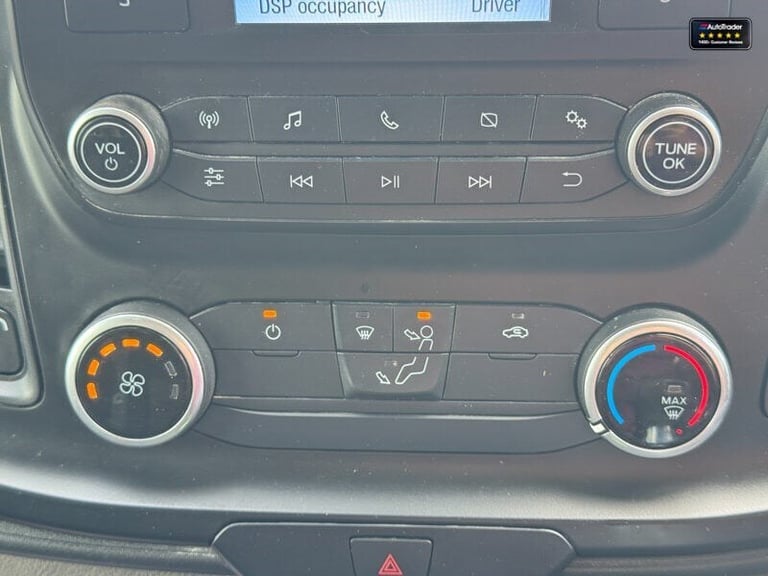 DSP occupancy Driver
AutoTrader
VOL
TUNE
OK
MAX